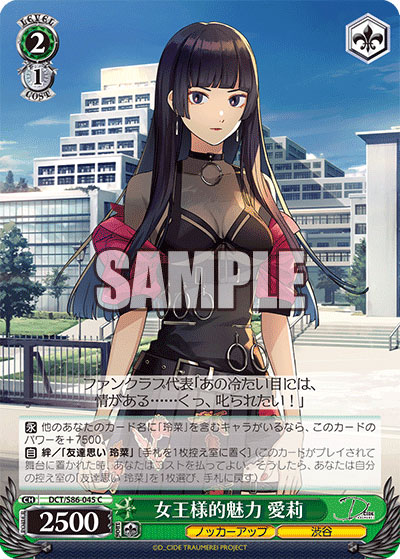 LEVEL
2
1
COST
SAMPLE
ファンクラブ代表「あの冷たい目には、
情がある……くっ、叱られたい！」
永 他のあなたのカード名に「玲菜」を含むキャラがいるなら、このカードの
パワーを＋7500。
自 絆／「友達思い 玲菜」［手札を1枚控え室に置く］（このカードがプレイされて
舞台に置かれた時、あなたはコストを払ってよい。そうしたら、あなたは自分
の控え室の「友達思い 玲菜」を1枚選び、手札に戻す）
CH DCT/S86-045 C
2500
女王様的魅力 愛莉
ノッカーアップ
渋谷
©D_CIDE TRAUMEREI PROJECT